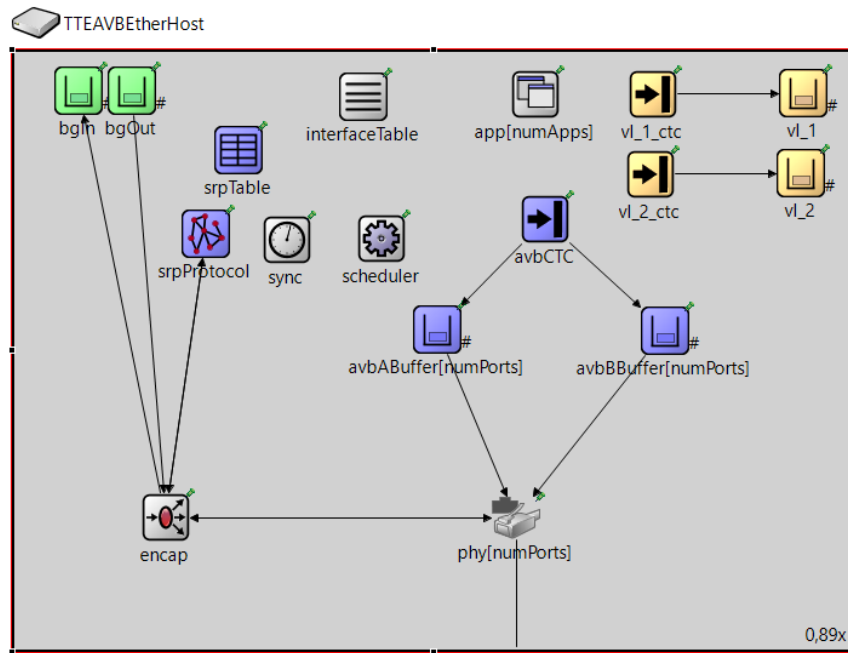 TTEAVBEtherHost
bgIn
#
bgOut
#
srpTable
interfaceTable
app[numApps]
vl_1_ctc
vl_1
#
vl_2_ctc
vl_2
#
srpProtocol
sync
scheduler
avbCTC
avbABuffer[numPorts]
#
avbBBuffer[numPorts]
#
encap
phy[numPorts]
0,89x